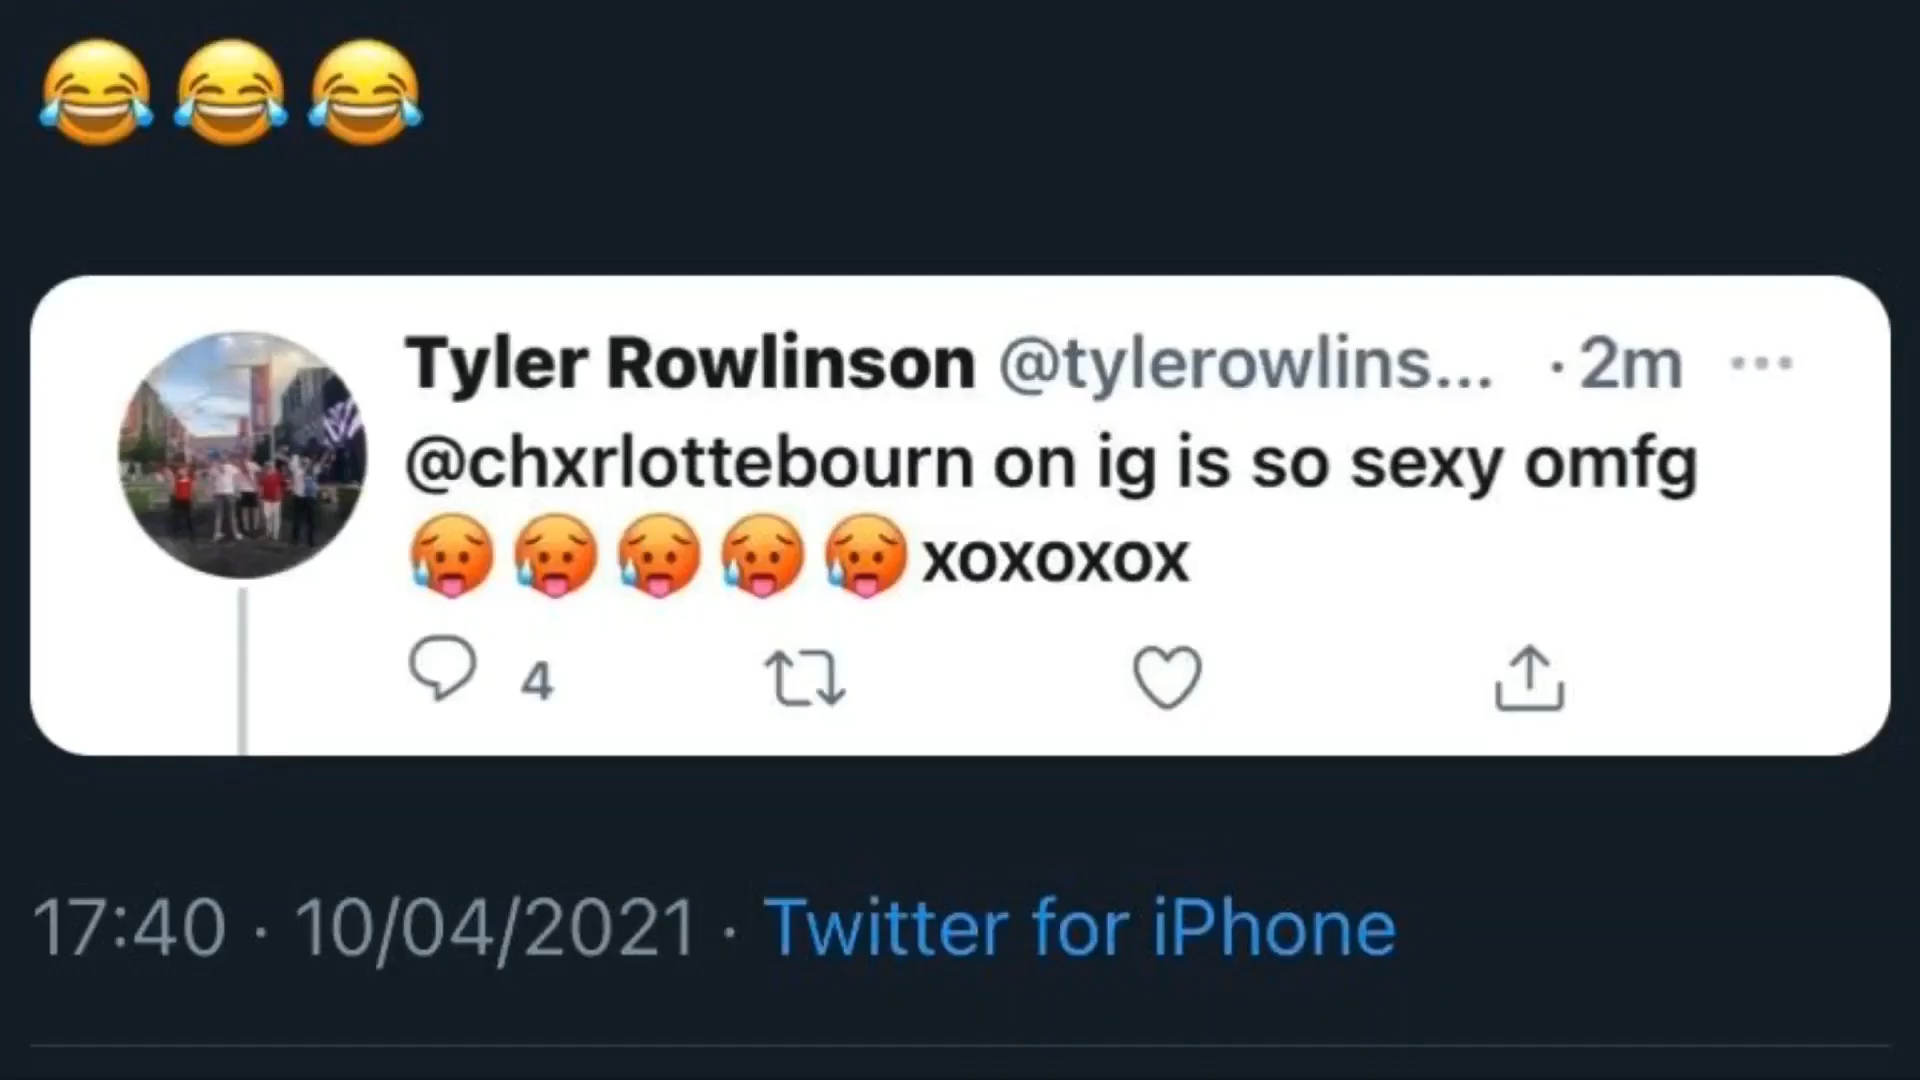 😂😂😂
Tyler Rowlinson @tylerowlins... · 2m ...
@chxrlottebourn on ig is so sexy omfg
🥵🥵🥵🥵🥵 xoxoxox
4
17:40 · 10/04/2021 · Twitter for iPhone